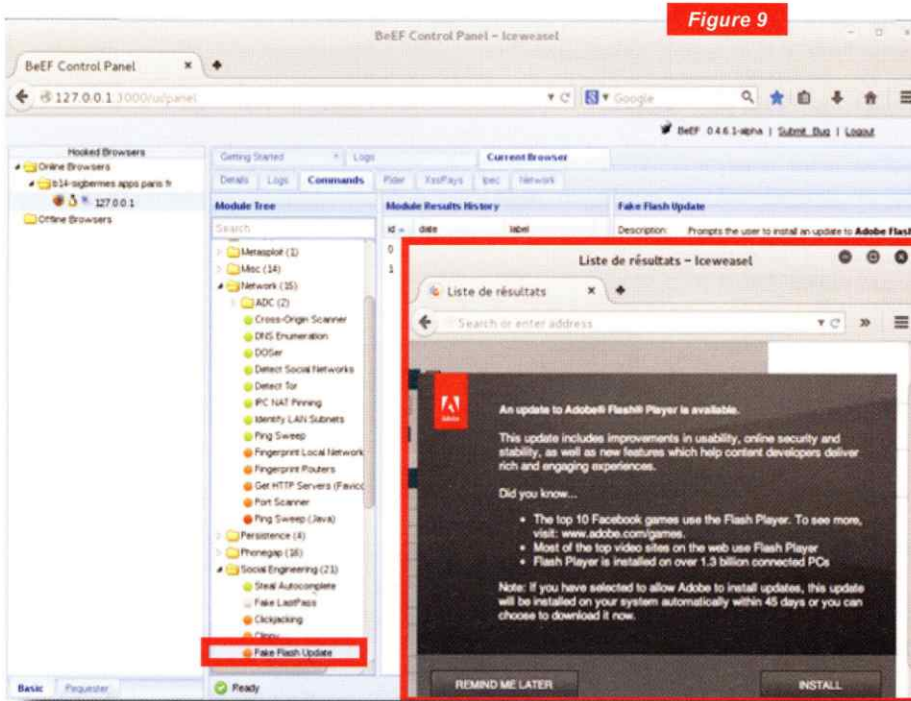 Figure 9
BeEF Control Panel - Iceweasel
BeEF Control Panel
127.0.0.1:3000/ui/panel
Google
BeEF 0.4.6.1-alpha | Submit Bug | Logout
Hooked Browsers
Online Browsers
127.0.0.1
Offline Browsers
Basic
Requester
Getting Started
Logs
Current Browser
Details
Logs
Commands
Rider
XssRays
Ipec
Network
Module Tree
Search
Metasploit (1)
Misc (14)
Network (15)
ADC (2)
Cross-Origin Scanner
DNS Enumeration
DOSer
Detect Social Networks
Detect Tor
IPC NAT Pinning
Identify LAN Subnets
Ping Sweep
Fingerprint Local Network
Fingerprint Routers
Get HTTP Servers (Favico
Port Scanner
Ping Sweep (Java)
Persistence (4)
Phonegap (16)
Social Engineering (21)
Steal Autocomplete
Fake LastPass
Clickjacking
Clippy
Fake Flash Update
Ready
Module Results History
id
date
label
0
1
Fake Flash Update
Description:
Prompts the user to install an update to Adobe Flash
Liste de résultats - Iceweasel
Liste de résultats
Search or enter address
Adobe
An update to Adobe® Flash® Player is available.
This update includes improvements in usability, online security and
stability, as well as new features which help content developers deliver
rich and engaging experiences.
Did you know...
• The top 10 Facebook games use the Flash Player. To see more,
visit: www.adobe.com/games.
• Most of the top video sites on the web use Flash Player
• Flash Player is installed on over 1.3 billion connected PCs
Note: If you have selected to allow Adobe to install updates, this update
will be installed on your system automatically within 45 days or you can
choose to download it now.
REMIND ME LATER
INSTALL